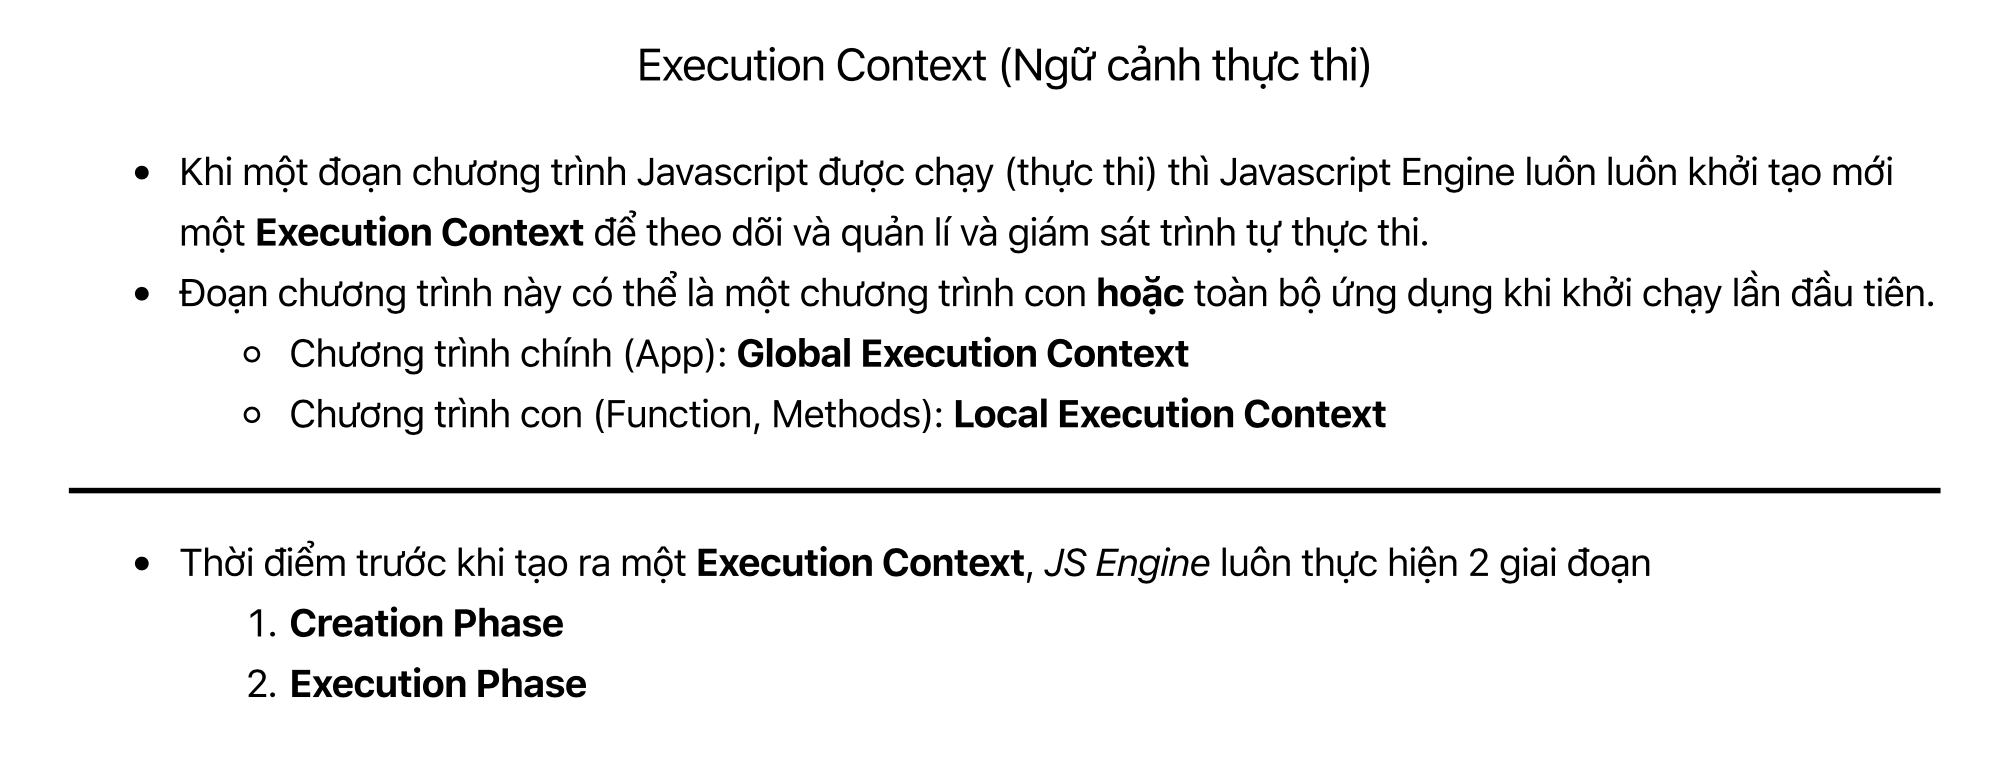 Execution Context (Ngữ cảnh thực thi)
• Khi một đoạn chương trình Javascript được chạy (thực thi) thì Javascript Engine luôn luôn khởi tạo mới
một Execution Context để theo dõi và quản lí và giám sát trình tự thực thi.
• Đoạn chương trình này có thể là một chương trình con hoặc toàn bộ ứng dụng khi khởi chạy lần đầu tiên.
◦ Chương trình chính (App): Global Execution Context
◦ Chương trình con (Function, Methods): Local Execution Context
• Thời điểm trước khi tạo ra một Execution Context, JS Engine luôn thực hiện 2 giai đoạn
1. Creation Phase
2. Execution Phase